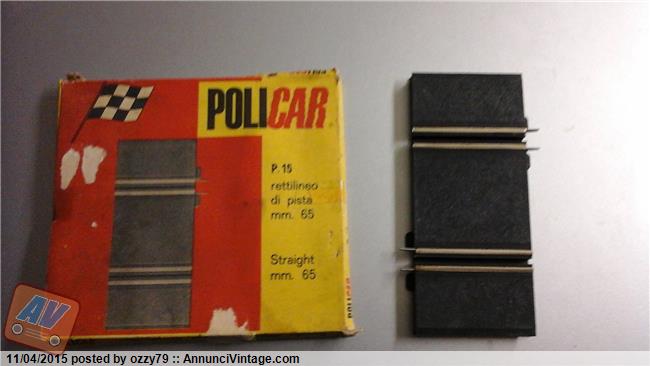 POLICAR
P. 15
rettilineo
di pista
mm. 65
Straight
mm. 65
POLICAR
AV
11/04/2015 posted by ozzy79 :: AnnunciVintage.com